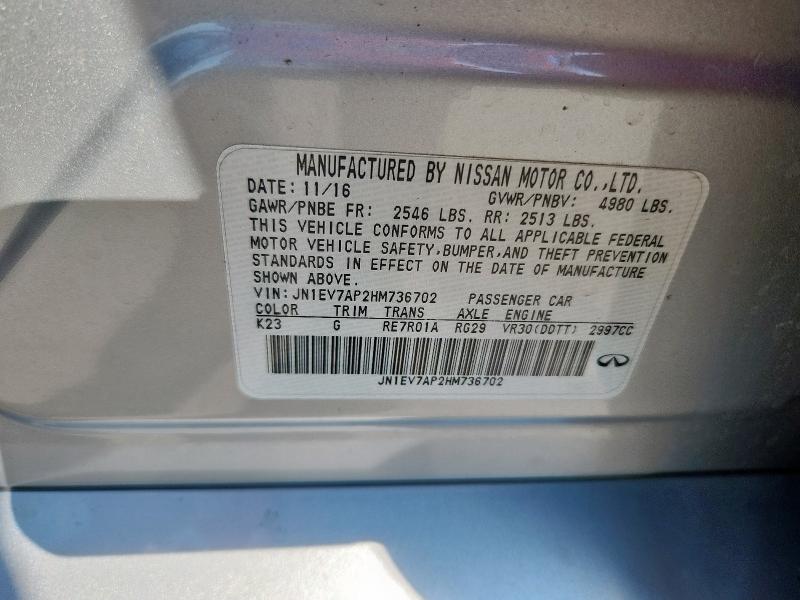 MANUFACTURED BY NISSAN MOTOR CO.,LTD.
DATE: 11/16 GVWR/PNBV: 4980 LBS.
GAWR/PNBE FR: 2546 LBS. RR: 2513 LBS.
THIS VEHICLE CONFORMS TO ALL APPLICABLE FEDERAL
MOTOR VEHICLE SAFETY,BUMPER,AND THEFT PREVENTION
STANDARDS IN EFFECT ON THE DATE OF MANUFACTURE
SHOWN ABOVE.
VIN:JN1EV7AP2HM736702 PASSENGER CAR
COLOR TRIM TRANS AXLE ENGINE
K23 G RE7R01A RG29 VR30(DDTT) 2997CC
JN1EV7AP2HM736702